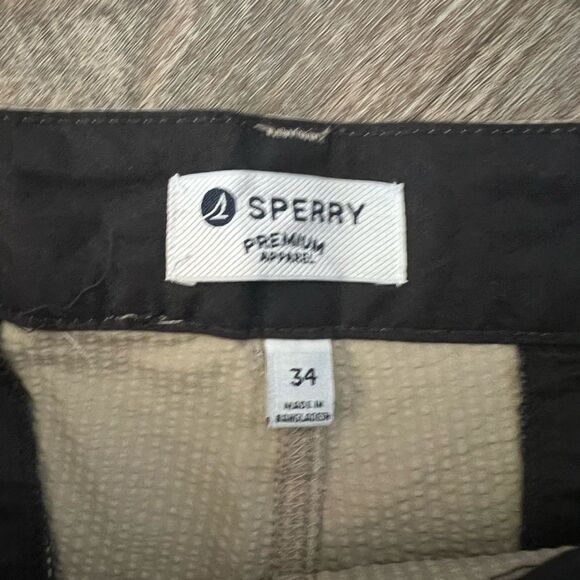 SPERRY
PREMIUM
APPAREL
34
MADE IN
BANGLADESH